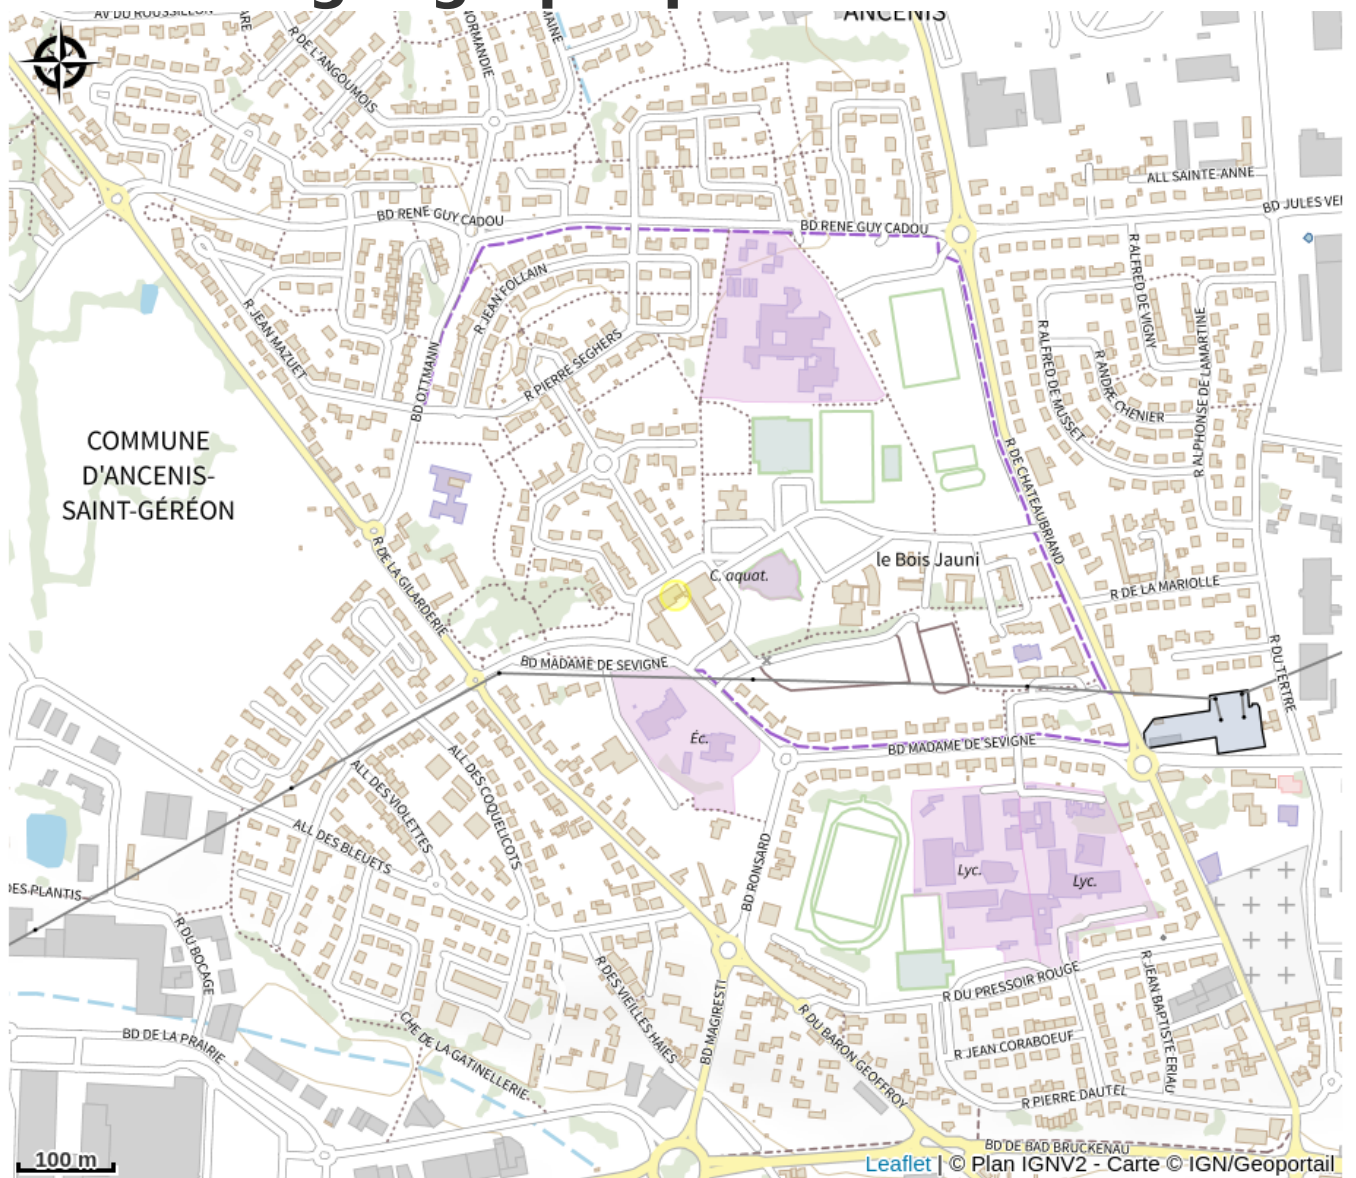 ANCENIS
AV DU ROUSSILLON
R DE L'ANGOUMOIS
NORMANDIE
MAINE
ALL SAINTE-ANNE
BD JULES VE
BD RENE GUY CADOU
BD RENE GUY CADOU
R ALFRED DE VIGNY
R JEAN FOLLAIN
R JEAN MAZUET
R PIERRE SEGHERS
BD OTTMANN
R ALFRED DE MUSSET
R ANDRE CHENIER
R ALPHONSE DE LAMARTINE
COMMUNE
D'ANCENIS-
SAINT-GÉRÉON
R DE CHATEAUBRIAND
R DE LA GILARDERIE
C. aquat.
le Bois Jauni
R DE LA MARIOLLE
BD MADAME DE SEVIGNE
R DU TERTRE
Éc.
BD MADAME DE SEVIGNE
ALL DES VIOLETTES
ALL DES COQUELICOTS
ALL DES BLEUETS
BD RONSARD
Lyc.
Lyc.
DES PLANTIS
R DU BOCAGE
R DES VIEILLES HAIES
R DU PRESSOIR ROUGE
R JEAN BAPTISTE ERIAU
BD MAGIRESTI
R DU BARON GEOFFROY
CHE DE LA GATINELLERIE
BD DE LA PRAIRIE
R JEAN CORABOEUF
R PIERRE DAUTEL
BD DE BAD BRUCKENAU
100 m
Leaflet | © Plan IGNV2 - Carte © IGN/Geoportail